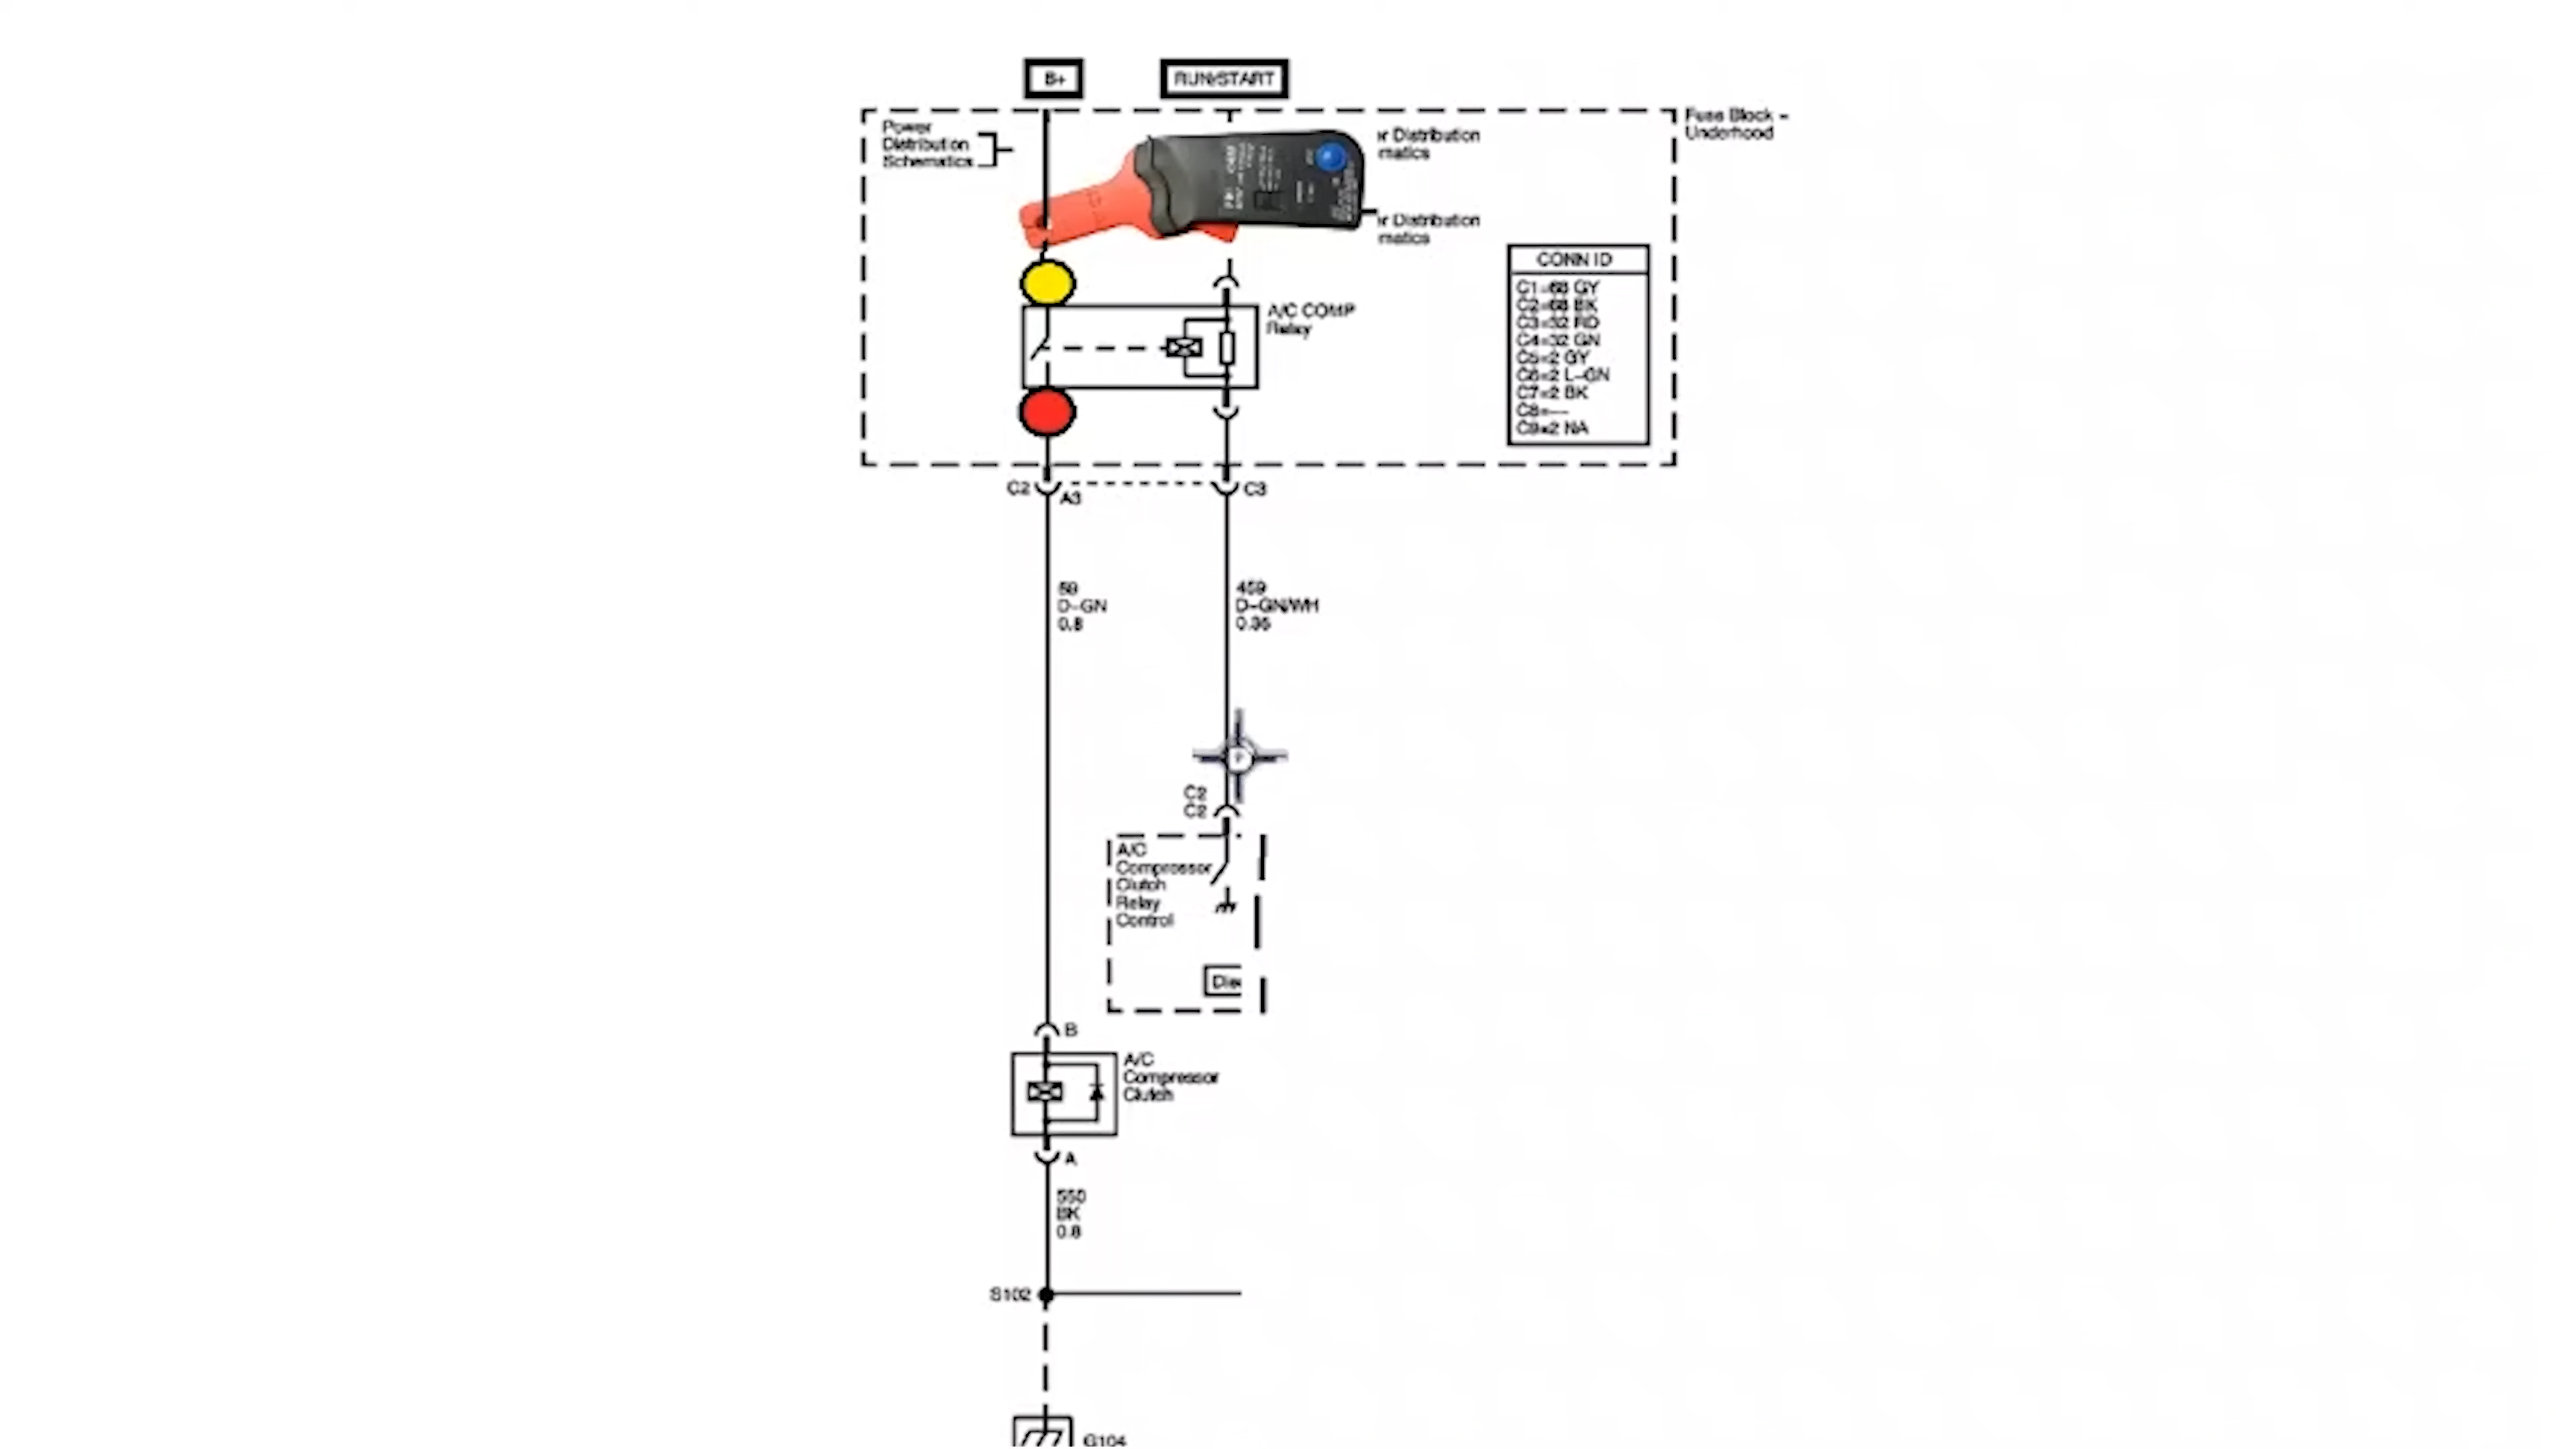 B+
RUN/START
Power
Distribution
Schematics
r Distribution
matics
r Distribution
matics
Fuse Block –
Underhood
CONN ID
C1=68 GY
C2=68 BK
C3=32 RD
C4=32 GN
C5=2 GY
C6=2 L-GN
C7=2 BK
C8=---
C9=2 NA
A/C COMP
Relay
C2
A3
C3
59
D-GN
0.8
459
D-GN/WH
0.35
C2
C2
A/C
Compressor
Clutch
Relay
Control
B
A/C
Compressor
Clutch
A
550
BK
0.8
S102
G104